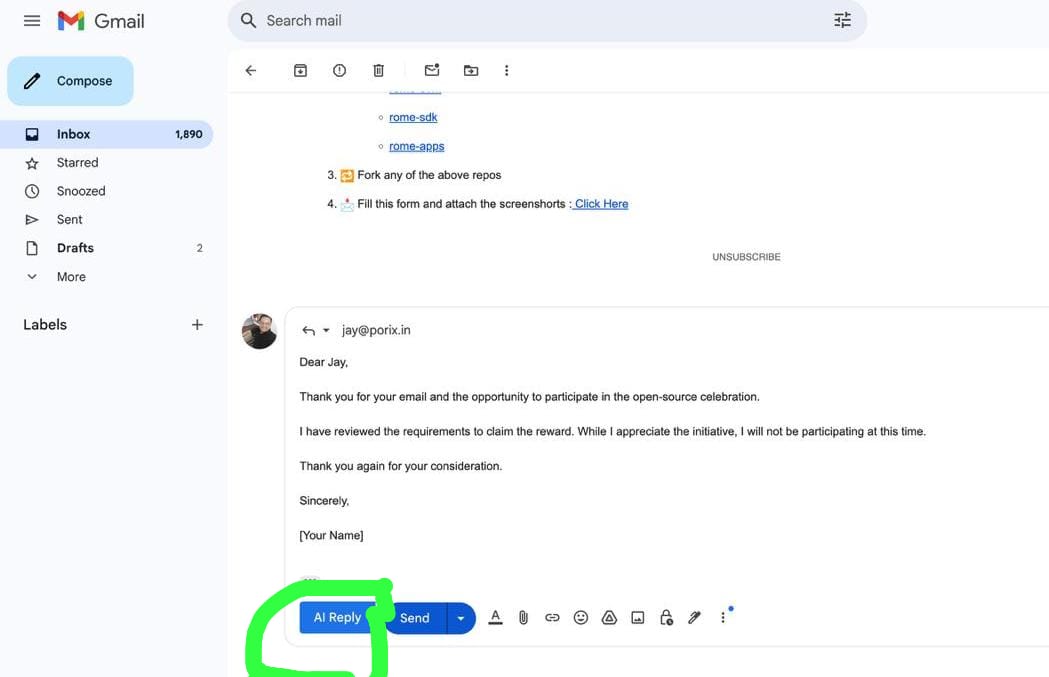 Gmail
Search mail
Compose
Inbox 1,890
Starred
Snoozed
Sent
Drafts 2
More
Labels
rome-sdk
rome-apps
3. Fork any of the above repos
4. Fill this form and attach the screenshorts : Click Here
UNSUBSCRIBE
jay@porix.in
Dear Jay,
Thank you for your email and the opportunity to participate in the open-source celebration.
I have reviewed the requirements to claim the reward. While I appreciate the initiative, I will not be participating at this time.
Thank you again for your consideration.
Sincerely,
[Your Name]
AI Reply Send